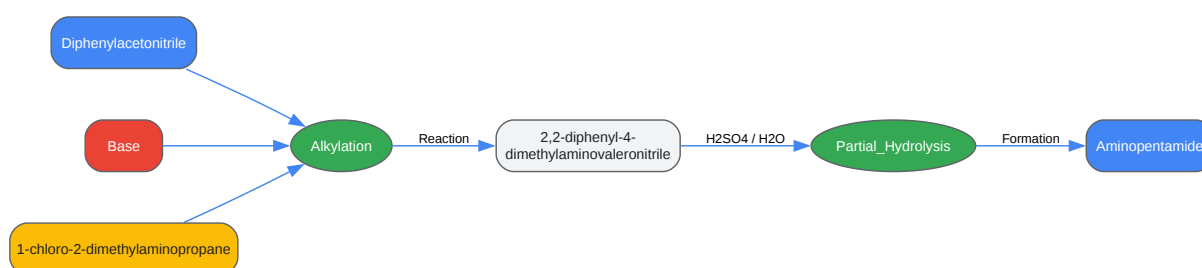 Diphenylacetonitrile
Base
1-chloro-2-dimethylaminopropane
Alkylation
Reaction
2,2-diphenyl-4-
dimethylaminovaleronitrile
H2SO4 / H2O
Partial_Hydrolysis
Formation
Aminopentamide